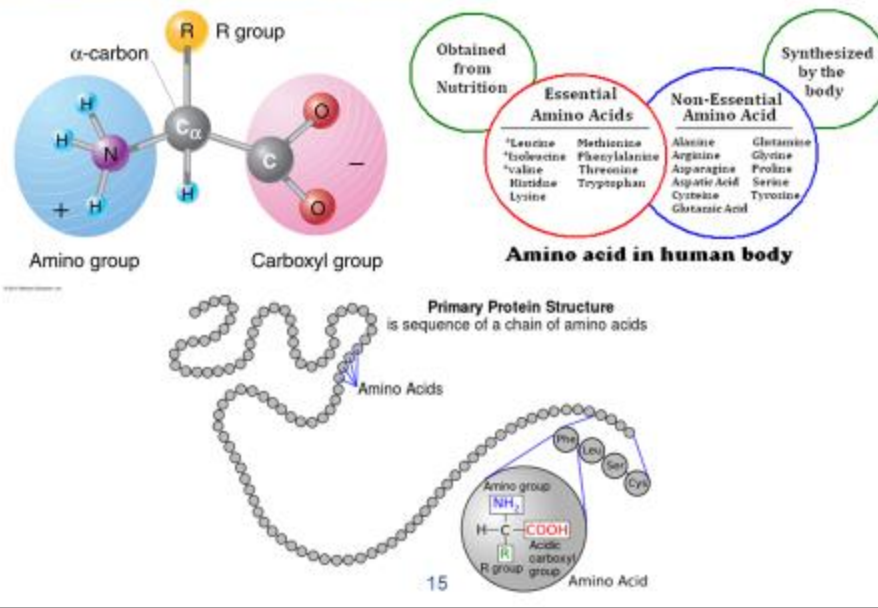 R
R group
α-carbon
H
H
N
H
Cα
H
C
O
O
+
−
Amino group
Carboxyl group
Obtained
from
Nutrition
Synthesized
by the
body
Essential
Amino Acids
*Leucine
*Isoleucine
*valine
Histidne
Lysine
Methionine
Phenylalanine
Threonine
Tryptophan
Non-Essential
Amino Acid
Alanine
Arginine
Asparagine
Aspatic Acid
Cysteine
Glutamic Acid
Glutamine
Glycine
Proline
Serine
Tyrosine
Amino acid in human body
Primary Protein Structure
is sequence of a chain of amino acids
Amino Acids
Phe
Leu
Ser
Cys
Amino group
NH2
H C COOH
R
R group
Acidic
carboxyl
group
Amino Acid
15